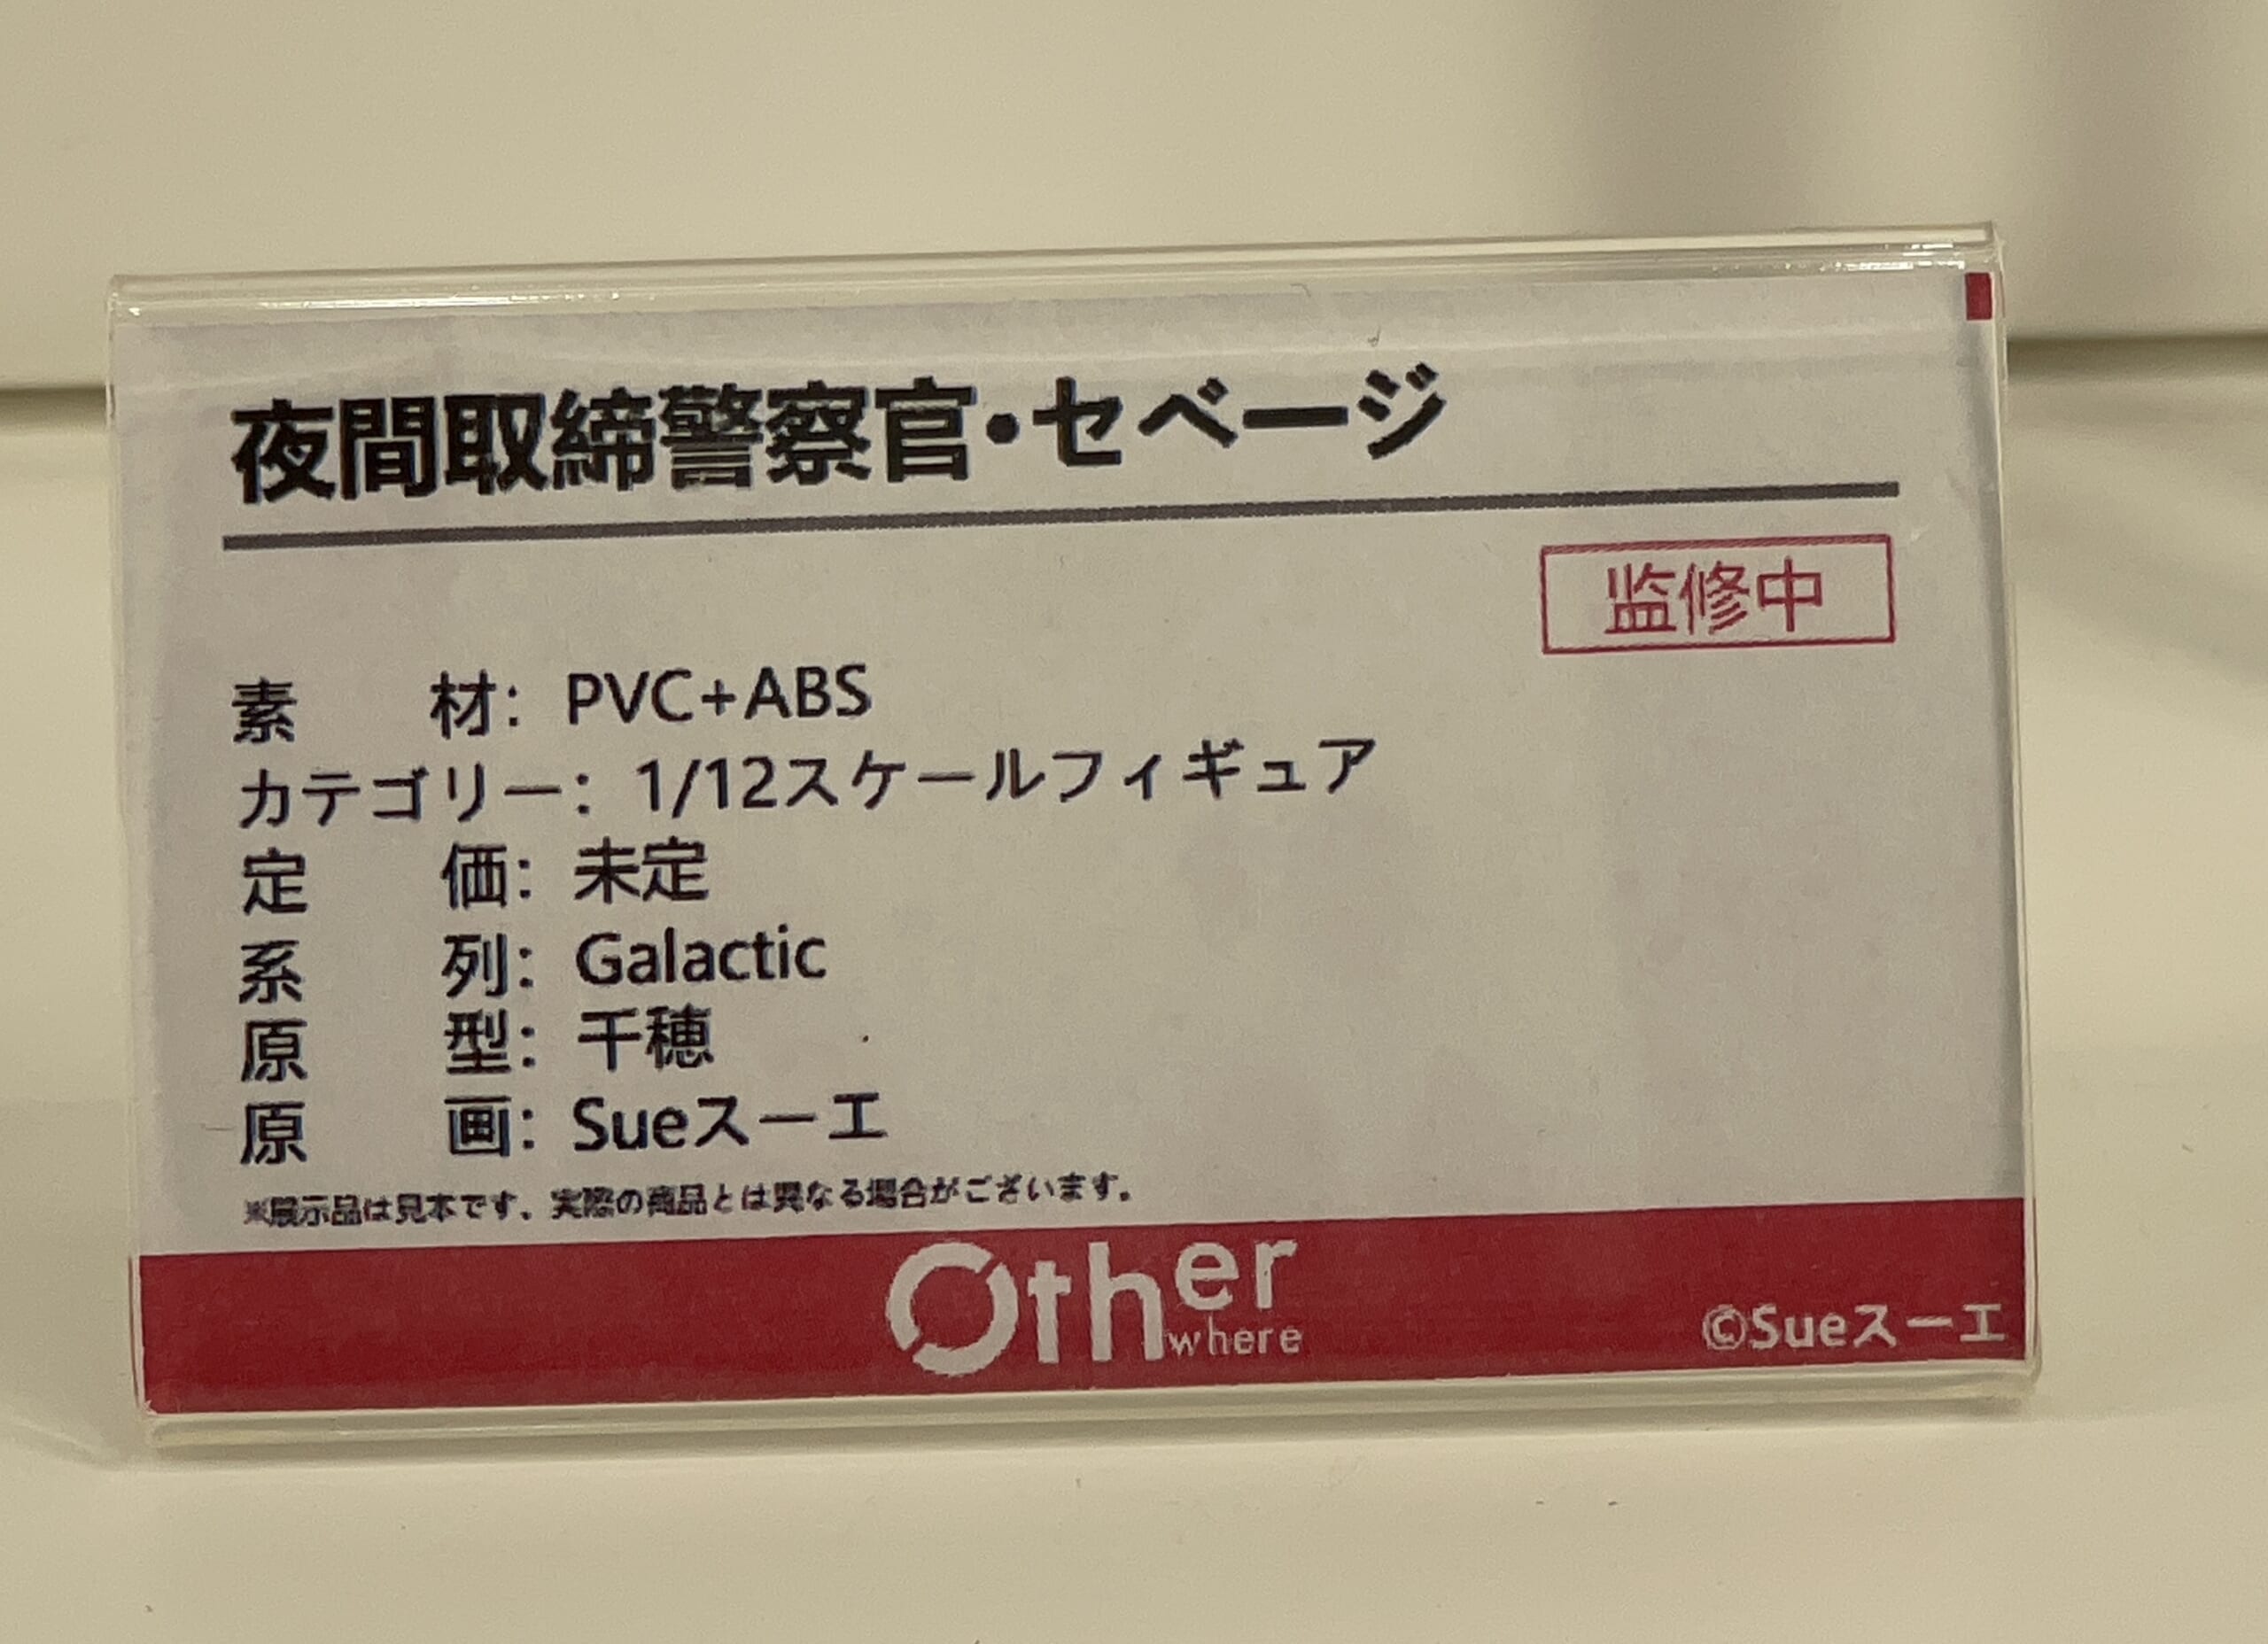 夜間取締警察官・セベージ
监修中
素　　材：PVC+ABS
カテゴリー：1/12スケールフィギュア
定　　価：未定
系　　列：Galactic
原　　型：千穂
原　　画：Sueスーエ
※展示品は見本です、実際の商品とは異なる場合がございます。
Other
where
©Sueスーエ